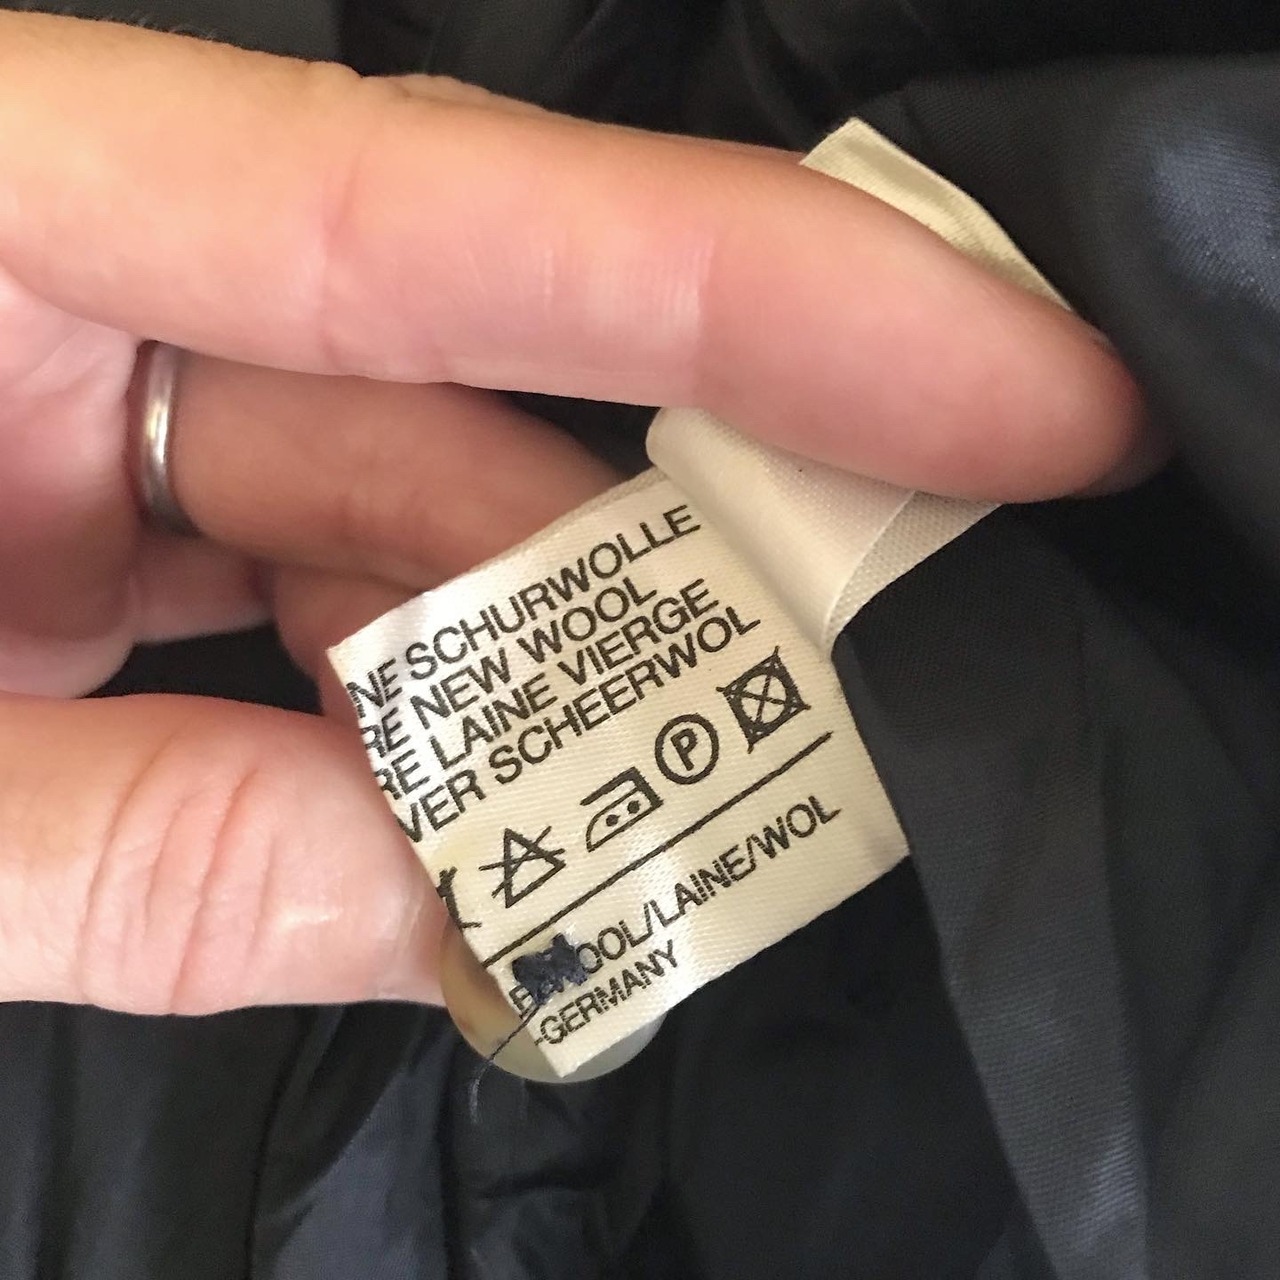 NE SCHURWOLLE
RE NEW WOOL
RE LAINE VIERGE
VER SCHEERWOL
P
OOL/LAINE/WOL
-GERMANY